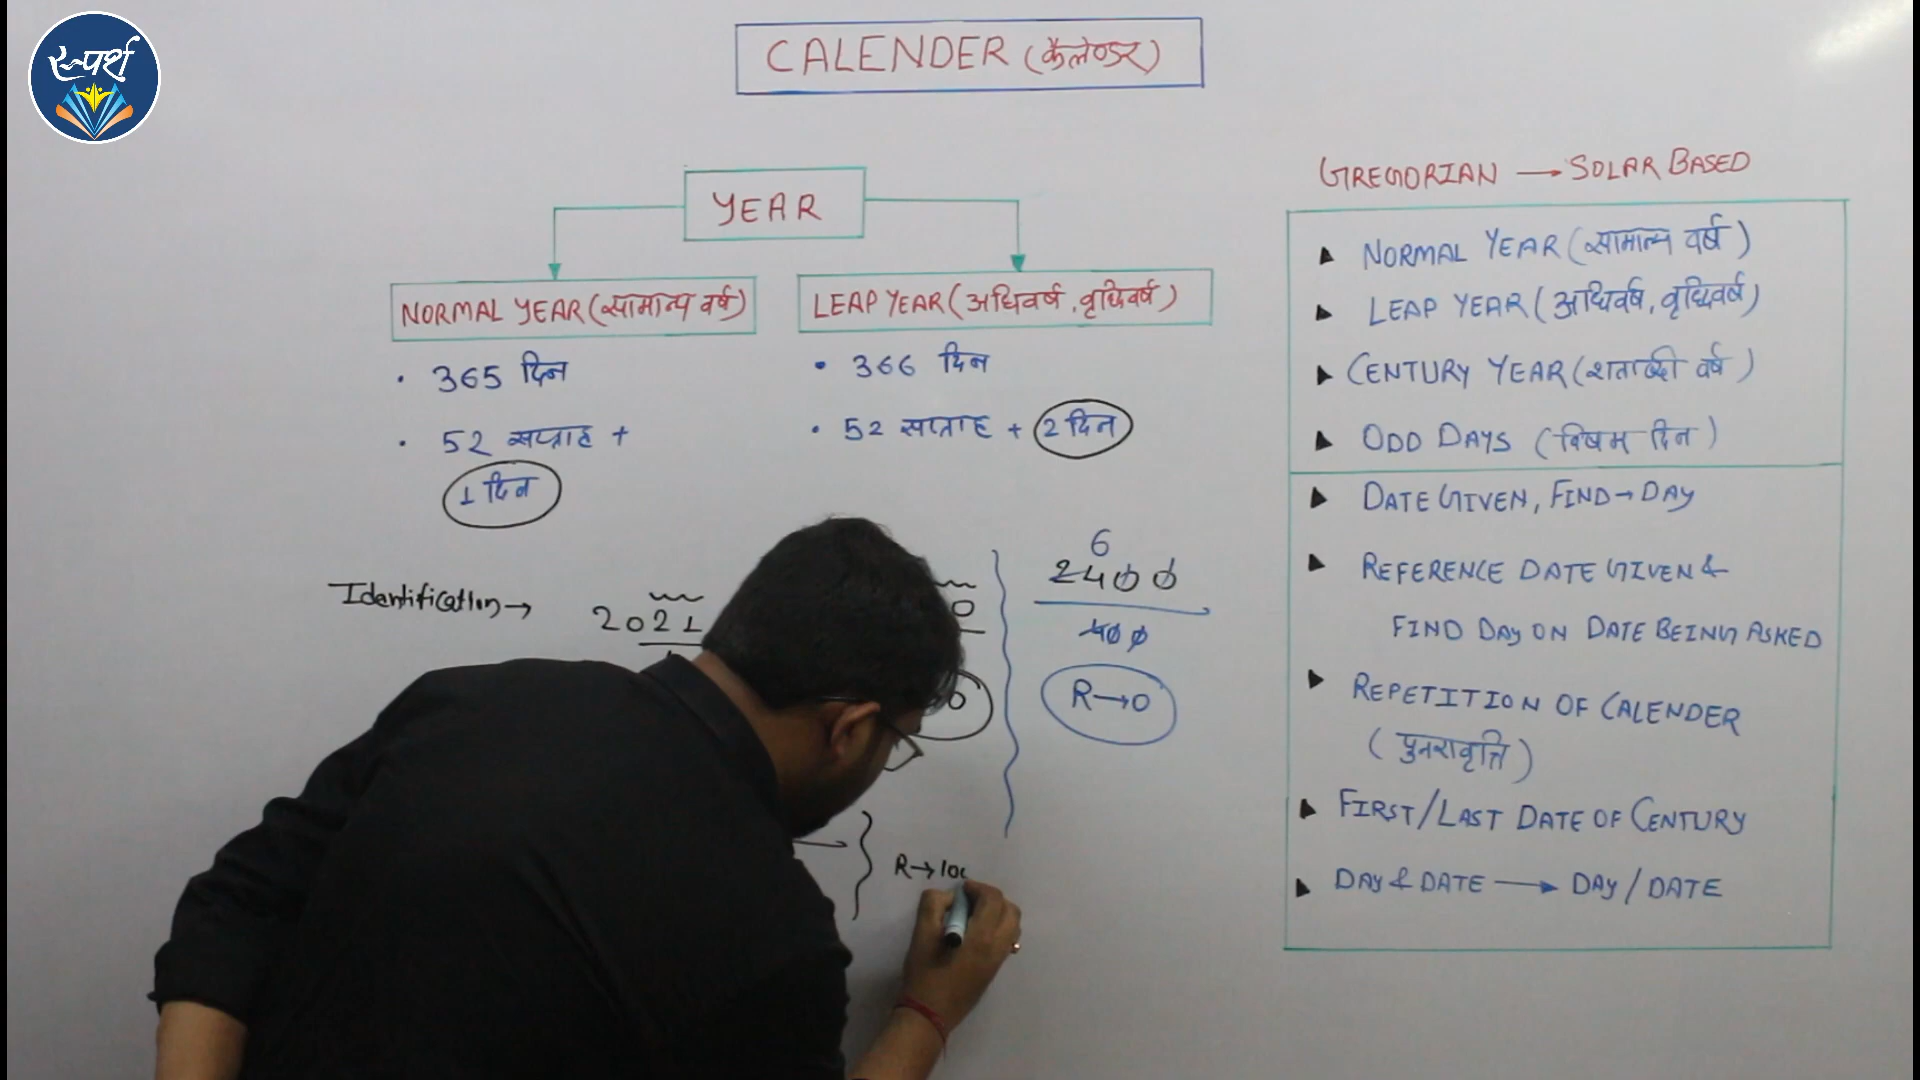 स्पर्श
CALENDER (कैलेण्डर)
YEAR
NORMAL YEAR (सामान्य वर्ष)
LEAP YEAR (अधिवर्ष, वृध्दिवर्ष)
• 365 दिन
• 366 दिन
• 52 सप्ताह +
1 दिन
• 52 सप्ताह + 2 दिन
Identification →
2021
0
0
6
2400
400
R→0
R→100
GREGORIAN → SOLAR BASED
NORMAL YEAR (सामान्य वर्ष)
LEAP YEAR (अधिवर्ष, वृध्दिवर्ष)
CENTURY YEAR (शताब्दी वर्ष)
ODD DAYS (विषम दिन)
DATE GIVEN, FIND → DAY
REFERENCE DATE GIVEN &
FIND DAY ON DATE BEING ASKED
REPETITION OF CALENDER
(पुनरावृत्ति)
FIRST/LAST DATE OF CENTURY
DAY & DATE → DAY/DATE